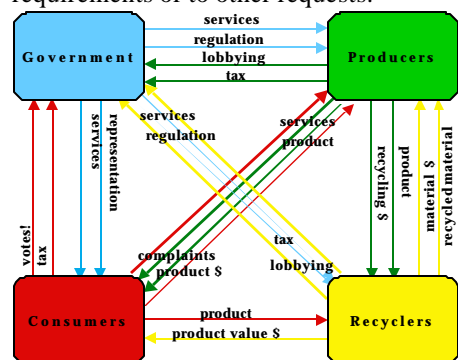 requirements or to other requests.
services
regulation
Government
Producers
lobbying
tax
services
regulation
services
product
services
representation
recycling $
product
material $
recycled material
votes!
tax
complaints
product $
tax
lobbying
Consumers
product
Recyclers
product value $